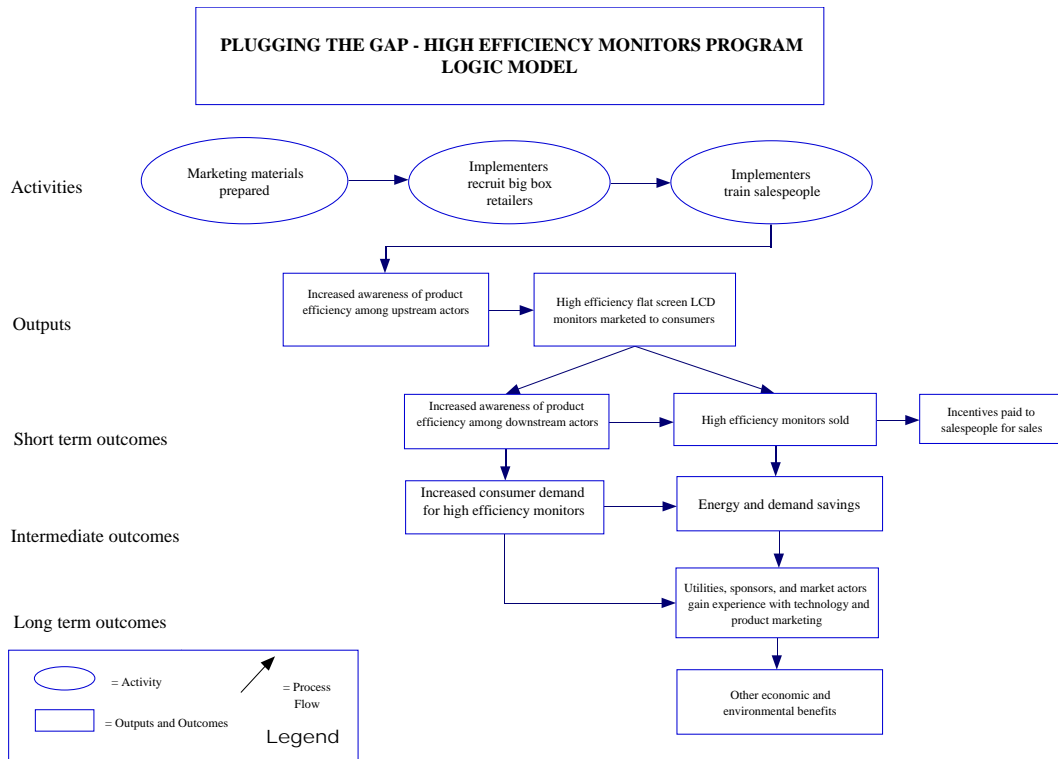 PLUGGING THE GAP - HIGH EFFICIENCY MONITORS PROGRAM
LOGIC MODEL
Activities
Marketing materials
prepared
Implementers
recruit big box
retailers
Implementers
train salespeople
Outputs
Increased awareness of product
efficiency among upstream actors
High efficiency flat screen LCD
monitors marketed to consumers
Short term outcomes
Increased awareness of product
efficiency among downstream actors
High efficiency monitors sold
Incentives paid to
salespeople for sales
Intermediate outcomes
Increased consumer demand
for high efficiency monitors
Energy and demand savings
Long term outcomes
Utilities, sponsors, and market actors
gain experience with technology and
product marketing
Other economic and
environmental benefits
= Activity
= Process
Flow
= Outputs and Outcomes
Legend